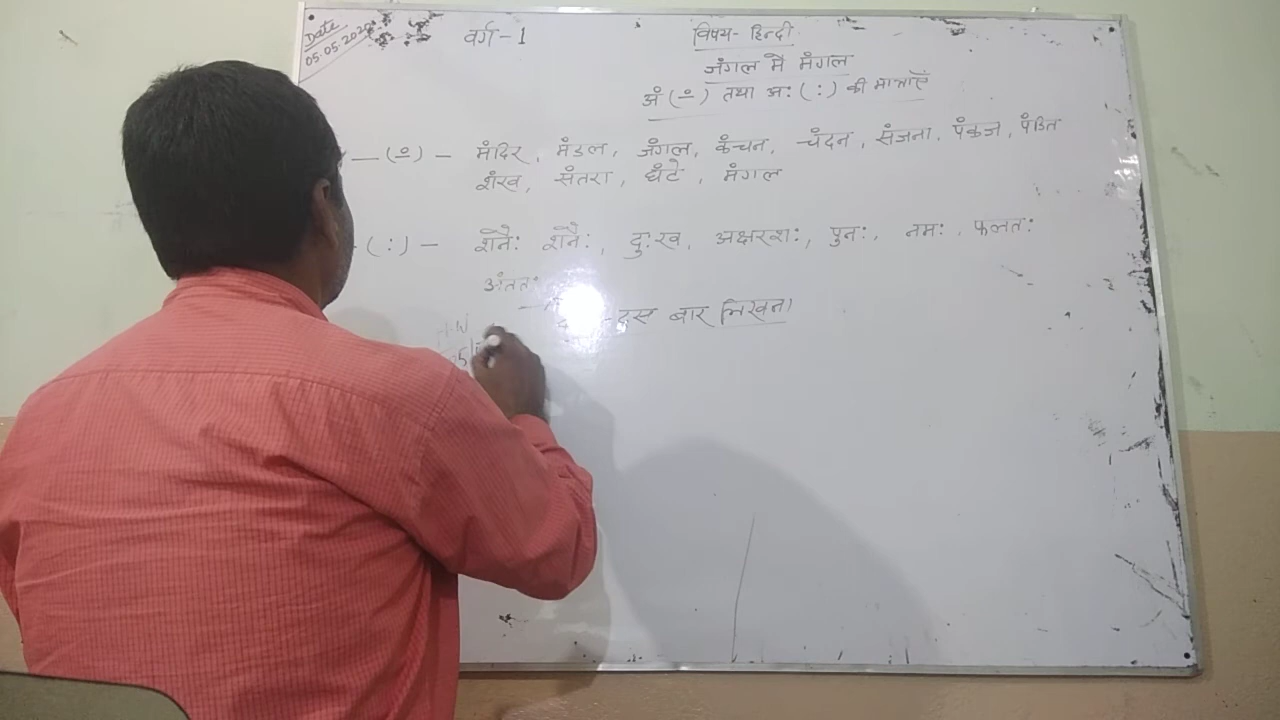 Date
05.05.2020
वर्ग-1
विषय-हिन्दी
जंगल में मंगल
अं (ं) तथा अः (ः) की मात्राएँ
— (ं) — मंदिर, मंडल, जंगल, कंचन, चंदन, संजना, पंकज, पंडित
शंख, संतरा, घंटे, मंगल
- (ः) - शनैः शनैः, दुःख, अक्षरशः, पुनः, नमः, फलतः
अंततः
दस बार लिखना
H.W